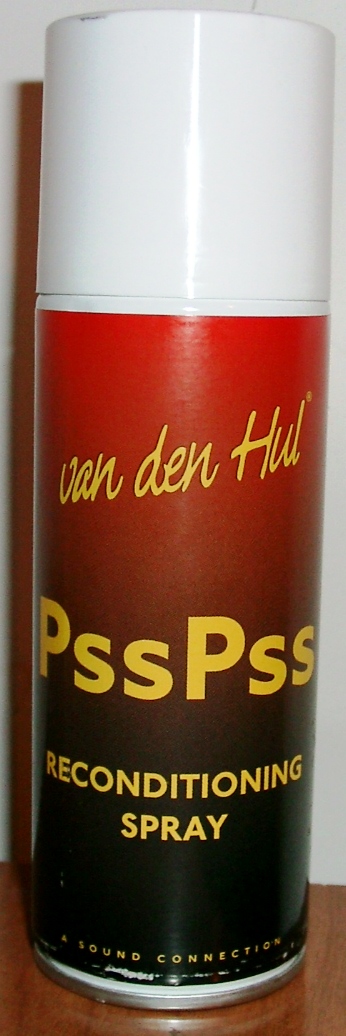 van den Hul®
PssPss
RECONDITIONING
SPRAY
A SOUND CONNECTION